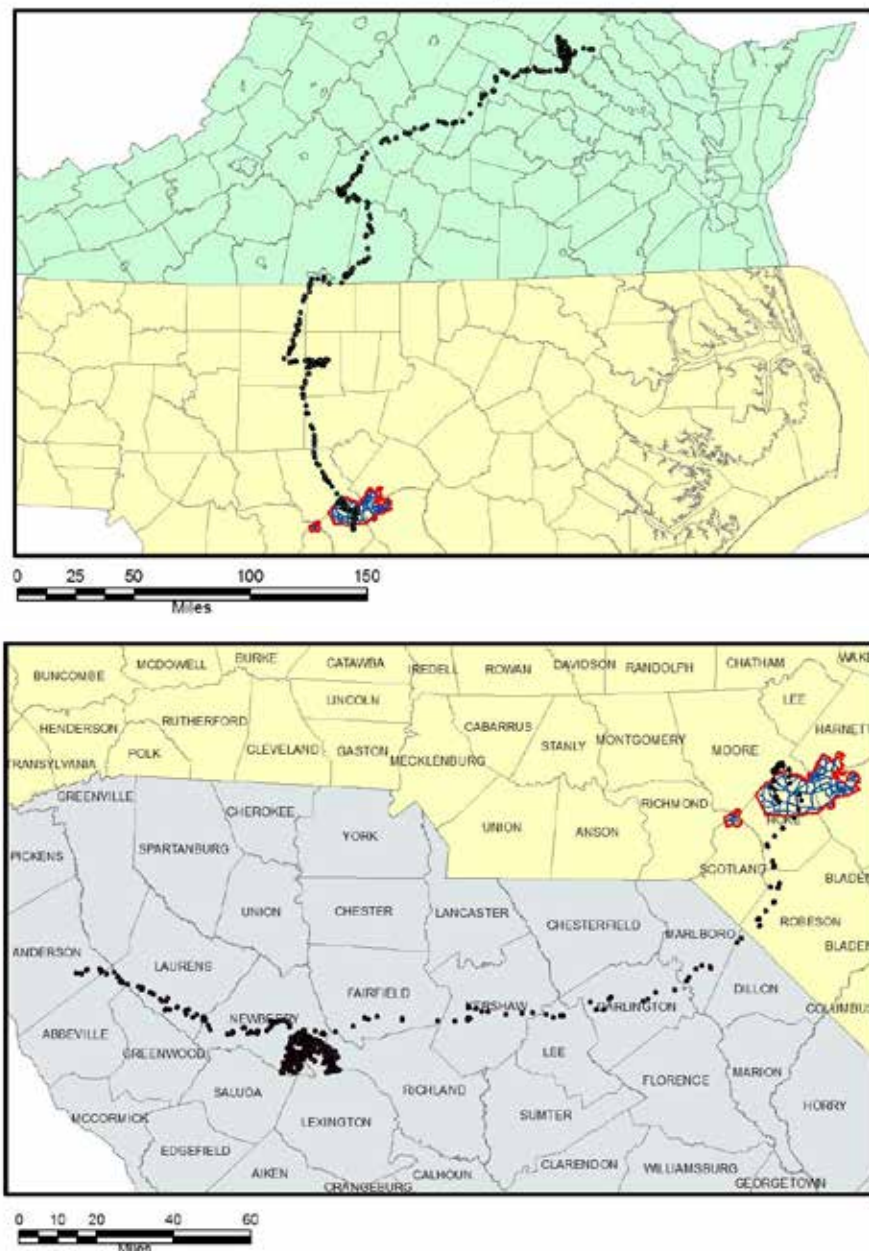 0 25 50 100 150
Miles
BUNCOMBE MCDOWELL BURKE CATAWBA IREDELL ROWAN DAVIDSON RANDOLPH CHATHAM WAKE
LINCOLN LEE
HENDERSON RUTHERFORD CABARRUS HARNETT
TRANSYLVANIA POLK CLEVELAND GASTON MECKLENBURG STANLY MONTGOMERY MOORE
GREENVILLE CHEROKEE RICHMOND HOKE
PICKENS SPARTANBURG YORK UNION ANSON
SCOTLAND BLADEN
UNION CHESTER LANCASTER CHESTERFIELD MARLBORO ROBESON
ANDERSON LAURENS BLADEN
FAIRFIELD KERSHAW DARLINGTON DILLON
ABBEVILLE NEWBERRY COLUMBUS
GREENWOOD LEE
SALUDA RICHLAND FLORENCE MARION
MCCORMICK LEXINGTON SUMTER HORRY
EDGEFIELD
AIKEN CALHOUN CLARENDON WILLIAMSBURG
ORANGEBURG GEORGETOWN
0 10 20 40 60
Miles